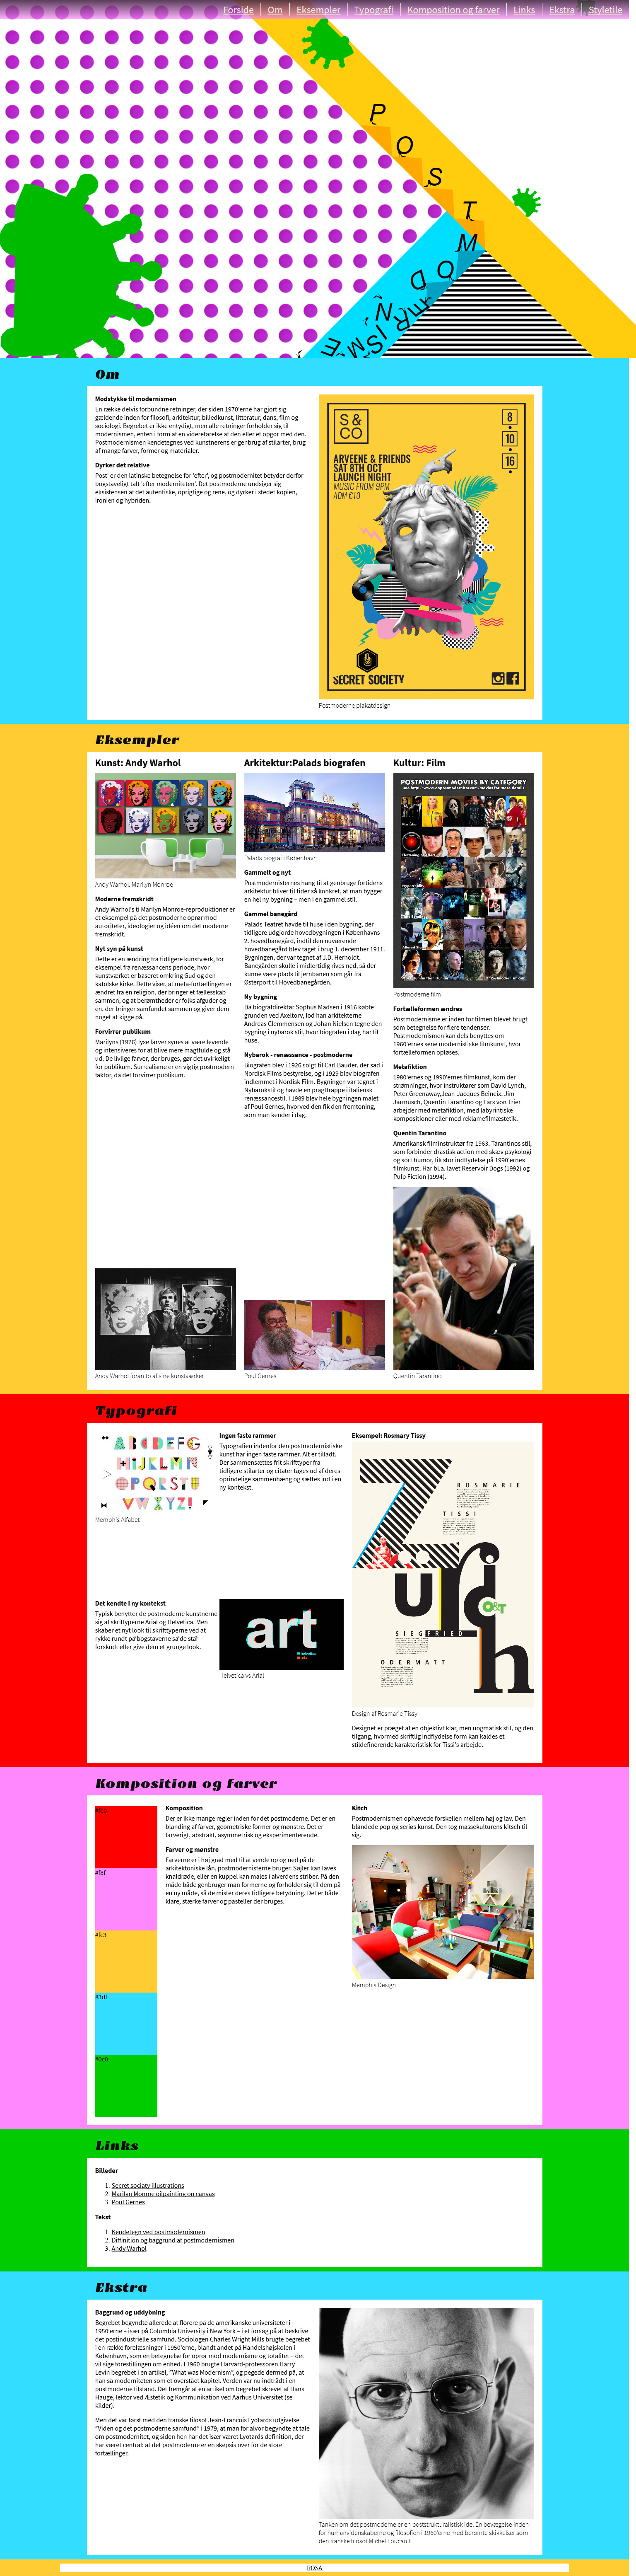 Forside
Om
Eksempler
Typografi
Komposition og farver
Links
Ekstra
Styletile
P
O
S
T
M
O
D
E
R
N
I
S
M
E
Om
Modstykke til modernismen
En række delvis forbundne retninger, der siden 1970'erne har gjort sig
gældende inden for filosofi, arkitektur, billedkunst, litteratur, dans, film og
sociologi. Begrebet er ikke entydigt, men alle retninger forholder sig til
modernismen, enten i form af en videreførelse af den eller et opgør med den.
Postmodernismen kendetegnes ved kunstneres er genbrug af stilarter, brug
af mange farver, former og materialer.
Dyrker det relative
Post' er den latinske betegnelse for 'efter', og postmodernitet betyder derfor
bogstaveligt talt 'efter moderniteten'. Det postmoderne undsiger sig
eksistensen af det autentiske, oprigtige og rene, og dyrker i stedet kopien,
ironien og hybriden.
S &
CO
8
10
16
ARVEENE & FRIENDS
SAT 8TH OCT
LAUNCH NIGHT
MUSIC FROM 9PM
ADM €10
SECRET SOCIETY
Postmoderne plakatdesign
Eksempler
Kunst: Andy Warhol
Andy Warhol: Marilyn Monroe
Moderne fremskridt
Andy Warhol's ti Marilyn Monroe-reproduktioner er
et eksempel på det postmoderne oprør mod
autoriteter, ideologier og idéen om det moderne
fremskridt.
Nyt syn på kunst
Dette er en ændring fra tidligere kunstværk, for
eksempel fra renæssancens periode, hvor
kunstværket er baseret omkring Gud og den
katolske kirke. Dette viser, at meta-fortællingen er
ændret fra en religion, der bringer et fællesskab
sammen, og at berømtheder er folks afguder og
en, der bringer samfundet sammen og giver dem
noget at kigge på.
Forvirrer publikum
Marilyns (1976) lyse farver synes at være levende
og intensiveres for at blive mere magtfulde og stå
ud. De livlige farver, der bruges, gør det uvirkeligt
for publikum. Surrealisme er en vigtig postmodern
faktor, da det forvirrer publikum.
Andy Warhol foran to af sine kunstværker
Arkitektur:Palads biografen
Palads biograf i København
Gammelt og nyt
Postmodernisternes hang til at genbruge fortidens
arkitektur bliver til tider så konkret, at man bygger
en hel ny bygning – men i en gammel stil.
Gammel banegård
Palads Teatret havde til huse i den bygning, der
tidligere udgjorde hovedbygningen i Københavns
2. hovedbanegård, indtil den nuværende
hovedbanegård blev taget i brug 1. december 1911.
Bygningen, der var tegnet af J.D. Herholdt.
Banegården skulle i midlertidig rives ned, så der
kunne være plads til jernbanen som går fra
Østerport til Hovedbanegården.
Ny bygning
Da biografdirektør Sophus Madsen i 1916 købte
grunden ved Axeltorv, lod han arkitekterne
Andreas Clemmensen og Johan Nielsen tegne den
bygning i nybarok stil, hvor biografen i dag har til
huse.
Nybarok - renæssance - postmoderne
Biografen blev i 1926 solgt til Carl Bauder, der sad i
Nordisk Films bestyrelse, og i 1929 blev biografen
indlemmet i Nordisk Film. Bygningen var tegnet i
Nybarokstil og havde en pragttrappe i italiensk
renæssancestil. I 1989 blev hele bygningen malet
af Poul Gernes, hvorved den fik den fremtoning,
som man kender i dag.
Poul Gernes
Kultur: Film
POSTMODERN MOVIES BY CATEGORY
Postmoderne film
Fortælleformen ændres
Postmodernisme er inden for filmen blevet brugt
som betegnelse for flere tendenser.
Postmodernismen kan dels benyttes om
1960'ernes sene modernistiske filmkunst, hvor
fortælleformen opløses.
Metafiktion
1980'ernes og 1990'ernes filmkunst, kom der
strømninger, hvor instruktører som David Lynch,
Peter Greenaway,Jean-Jacques Beineix, Jim
Jarmusch, Quentin Tarantino og Lars von Trier
arbejder med metafiktion, med labyrintiske
kompositioner eller med reklamefilmæstetik.
Quentin Tarantino
Amerikansk filminstruktør fra 1963. Tarantinos stil,
som forbinder drastisk action med skæv psykologi
og sort humor, fik stor indflydelse på 1990'ernes
filmkunst. Har bl.a. lavet Reservoir Dogs (1992) og
Pulp Fiction (1994).
Quentin Tarantino
Typografi
ABCDEFG
HIJKLMN
OPQRSTU
VWXYZ!
Memphis Alfabet
Ingen faste rammer
Typografien indenfor den postmodernistiske
kunst har ingen faste rammer. Alt er tilladt.
Der sammensættes frit skrifttyper fra
tidligere stilarter og citater tages ud af deres
oprindelige sammenhæng og sættes ind i en
ny kontekst.
Det kendte i ny kontekst
Typisk benytter de postmoderne kunstnerne
sig af skriftyperne Arial og Helvetica. Men
skaber et nyt look til skrifttyperne ved at
rykke rundt på bogstaverne så de står
forskudt eller give dem et grunge look.
art
helvetica
arial
Helvetica vs Arial
Eksempel: Rosmary Tissy
ROSMARIE
TISSI
zürich
O&T
SIEGFRIED
ODERMATT
Design af Rosmarie Tissy
Designet er præget af en objektivt klar, men uogmatisk stil, og den
tilgang, hvormed skriftlig indflydelse form kan kaldes et
stildefinerende karakteristisk for Tissi's arbejde.
Komposition og farver
#f00
#f8f
#fc3
#3df
#0c0
Komposition
Der er ikke mange regler inden for det postmoderne. Det er en
blanding af farver, geometriske former og mønstre. Det er
farverigt, abstrakt, asymmetrisk og eksperimenterende.
Farver og mønstre
Farverne er i høj grad med til at vende op og ned på de
arkitektoniske lån, postmodernisterne bruger. Søjler kan laves
knaldrøde, eller en kuppel kan males i alverdens striber. På den
måde både genbruger man formerne og forholder sig til dem på
en ny måde, så de mister deres tidligere betydning. Det er både
klare, stærke farver og pasteller der bruges.
Kitch
Postmodernismen ophævede forskellen mellem høj og lav. Den
blandede pop og seriøs kunst. Den tog massekulturens kitsch til
sig.
Memphis Design
Links
Billeder
1. Secret sociaty illustrations
2. Marilyn Monroe oilpainting on canvas
3. Poul Gernes
Tekst
1. Kendetegn ved postmodernismen
2. Diffinition og baggrund af postmodernismen
3. Andy Warhol
Ekstra
Baggrund og uddybning
Begrebet begyndte allerede at florere på de amerikanske universiteter i
1950'erne – især på Columbia University i New York – i et forsøg på at beskrive
det postindustrielle samfund. Sociologen Charles Wright Mills brugte begrebet
i en række forelæsninger i 1950'erne, blandt andet på Handelshøjskolen i
København, som en betegnelse for oprør mod modernisme og totalitet – det
vil sige forestillingen om enhed. I 1960 brugte Harvard-professoren Harry
Levin begrebet i en artikel, "What was Modernism", og pegede dermed på, at
han så moderniteten som et overstået kapitel. Verden var nu indtrådt i en
postmoderne tilstand. Det fremgår af en artikel om begrebet skrevet af Hans
Hauge, lektor ved Æstetik og Kommunikation ved Aarhus Universitet (se
kilder).
Men det var først med den franske filosof Jean-Francois Lyotards udgivelse
"Viden og det postmoderne samfund" i 1979, at man for alvor begyndte at tale
om postmodernitet, og siden hen har det især været Lyotards definition, der
har været central: at det postmoderne er en skepsis over for de store
fortællinger.
Tanken om det postmoderne er en poststrukturalistisk ide. En bevægelse inden
for humanvidenskaberne og filosofien i 1960'erne med berømte skikkelser som
den franske filosof Michel Foucault.
ROSA